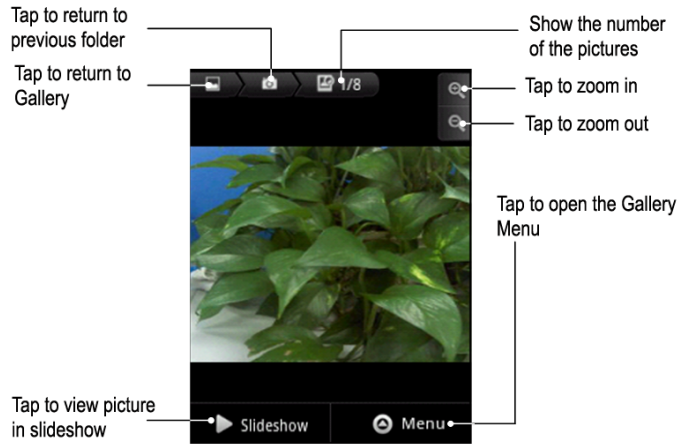 Tap to return to
previous folder
Show the number
of the pictures
Tap to return to
Gallery
1/8
Tap to zoom in
Tap to zoom out
Tap to open the Gallery
Menu
Tap to view picture
in slideshow
Slideshow
Menu